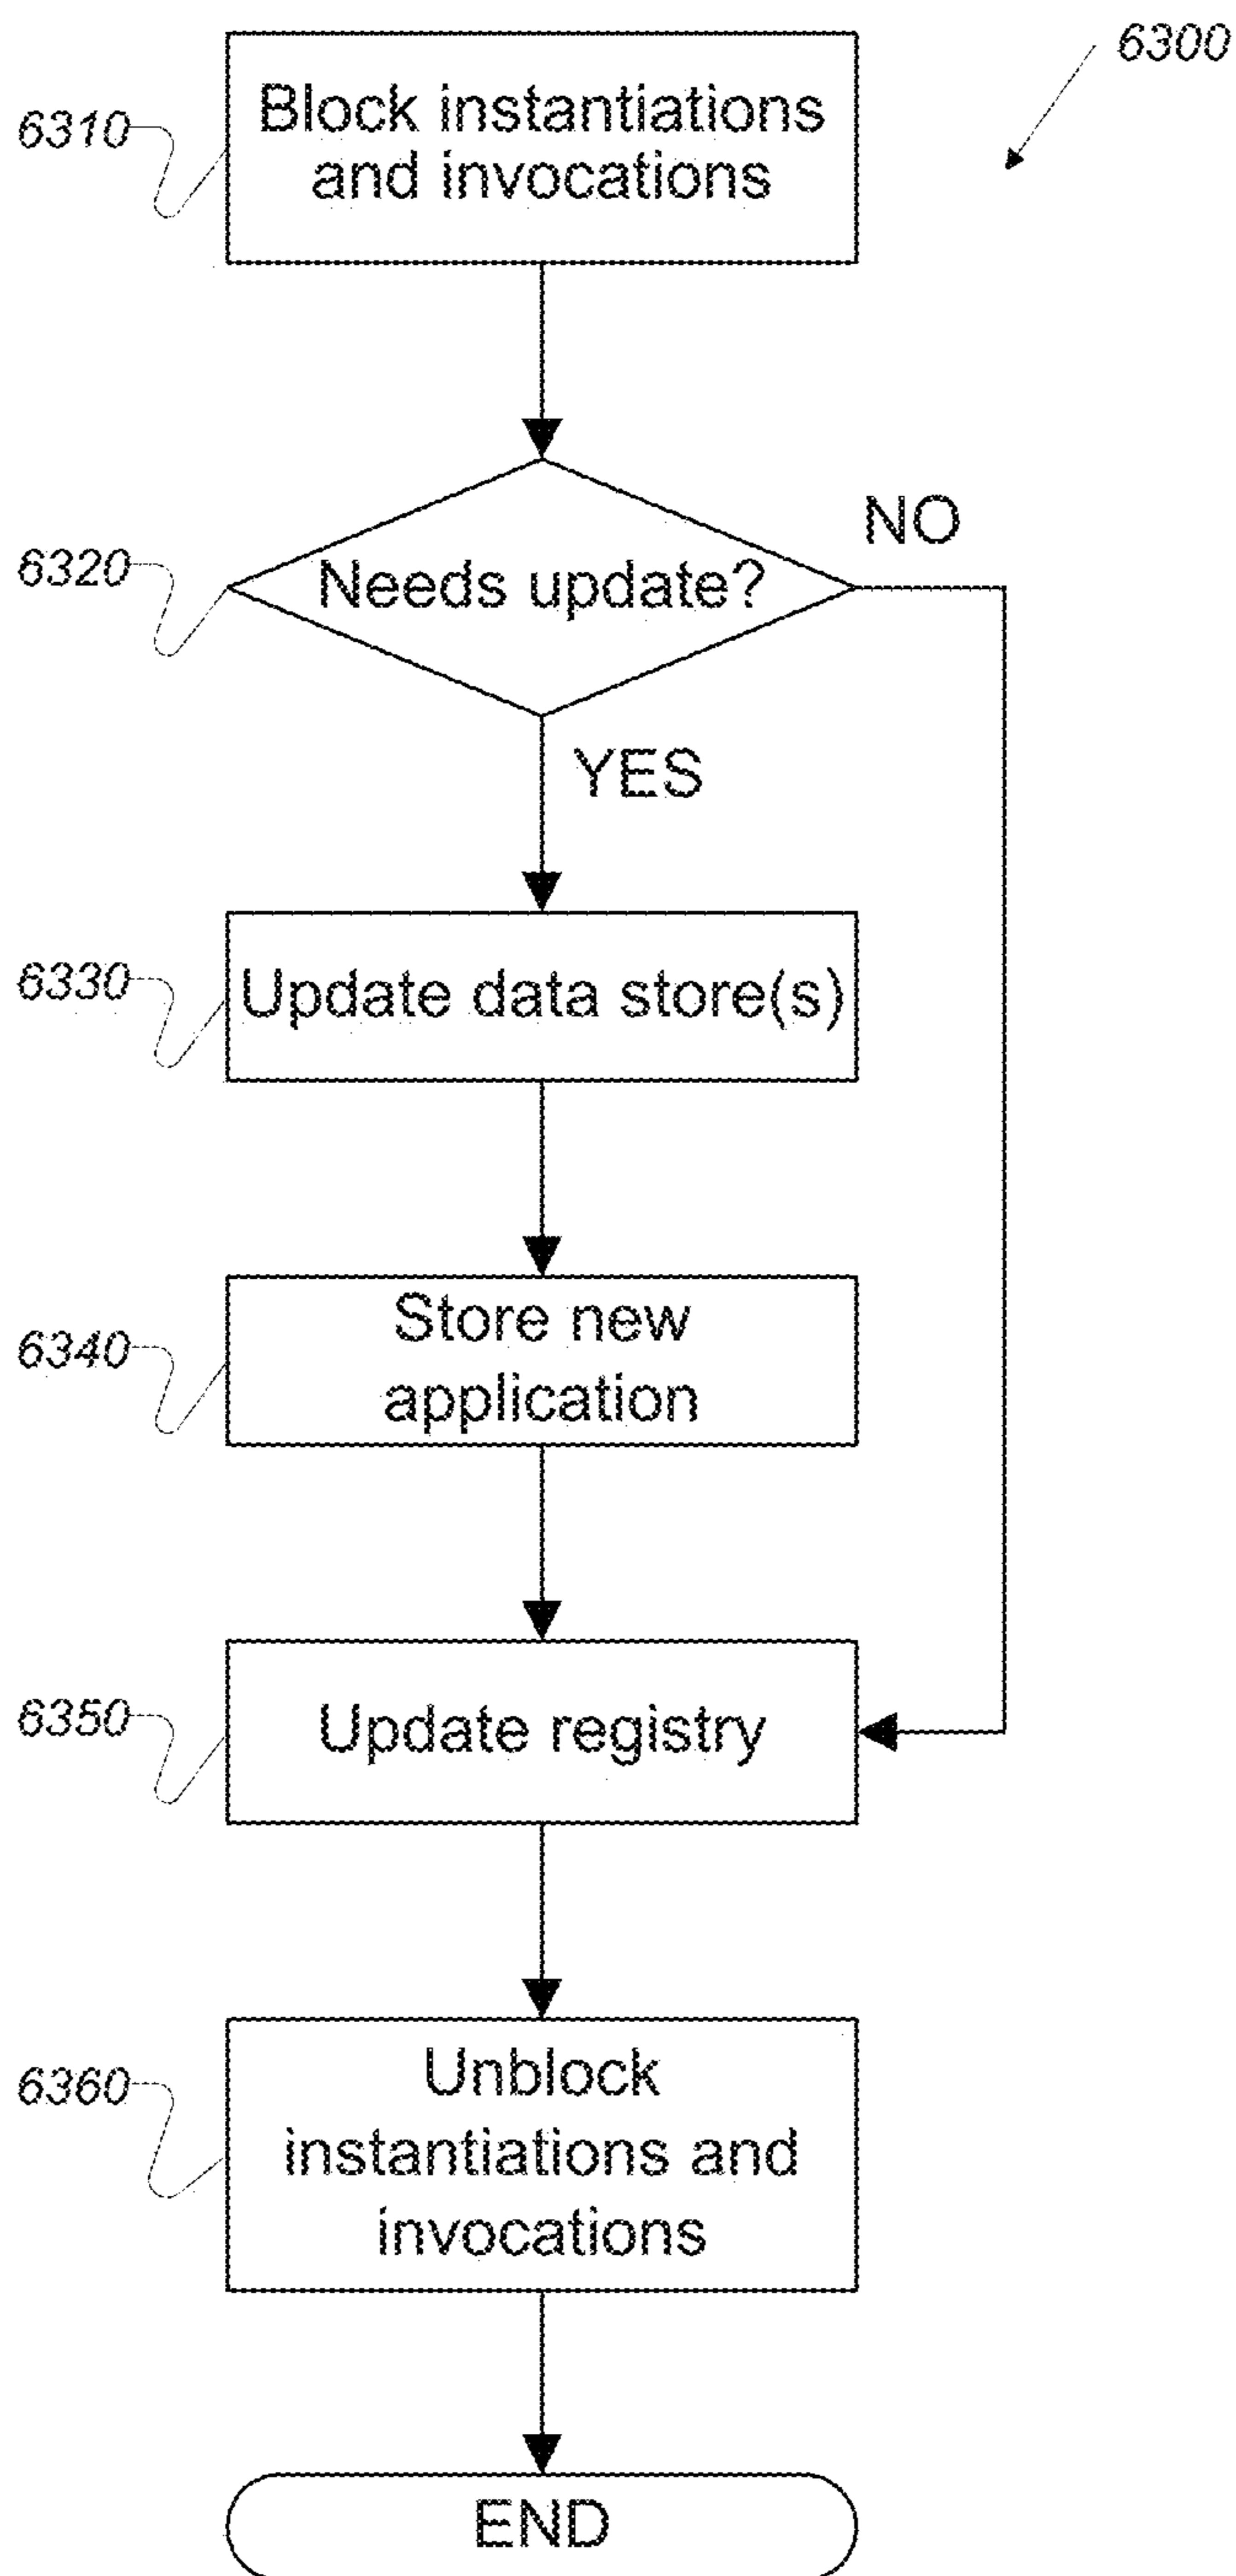 6300
6310
Block instantiations
and invocations
6320
Needs update?
NO
YES
6330
Update data store(s)
6340
Store new
application
6350
Update registry
6360
Unblock
instantiations and
invocations
END